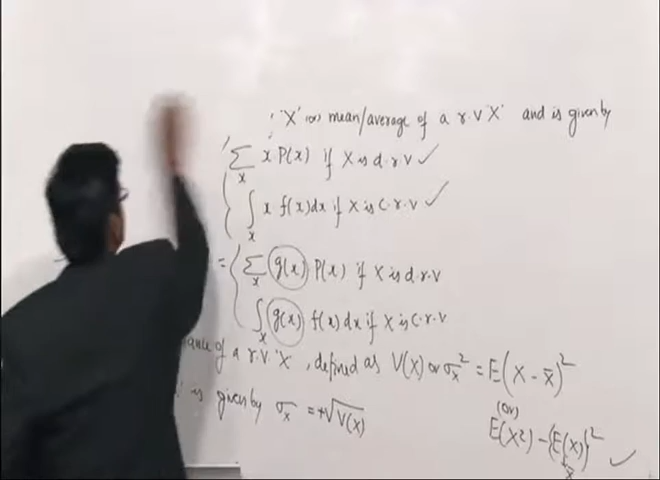 'X' (or) mean/average of a r.v 'X' and is given by
∑ x P(x) if X is d.r.v ✓
x
∫ x f(x)dx if X is c.r.v ✓
x
= { ∑ g(x) P(x) if X is d.r.v
x
∫ g(x) f(x)dx if X is c.r.v
x
ance of a r.v. 'X', defined as V(X) or σx² = E(X - x̄)²
' is given by σx = +√V(X)
(or)
E(X²) - {E(X)}² ✓
x̄